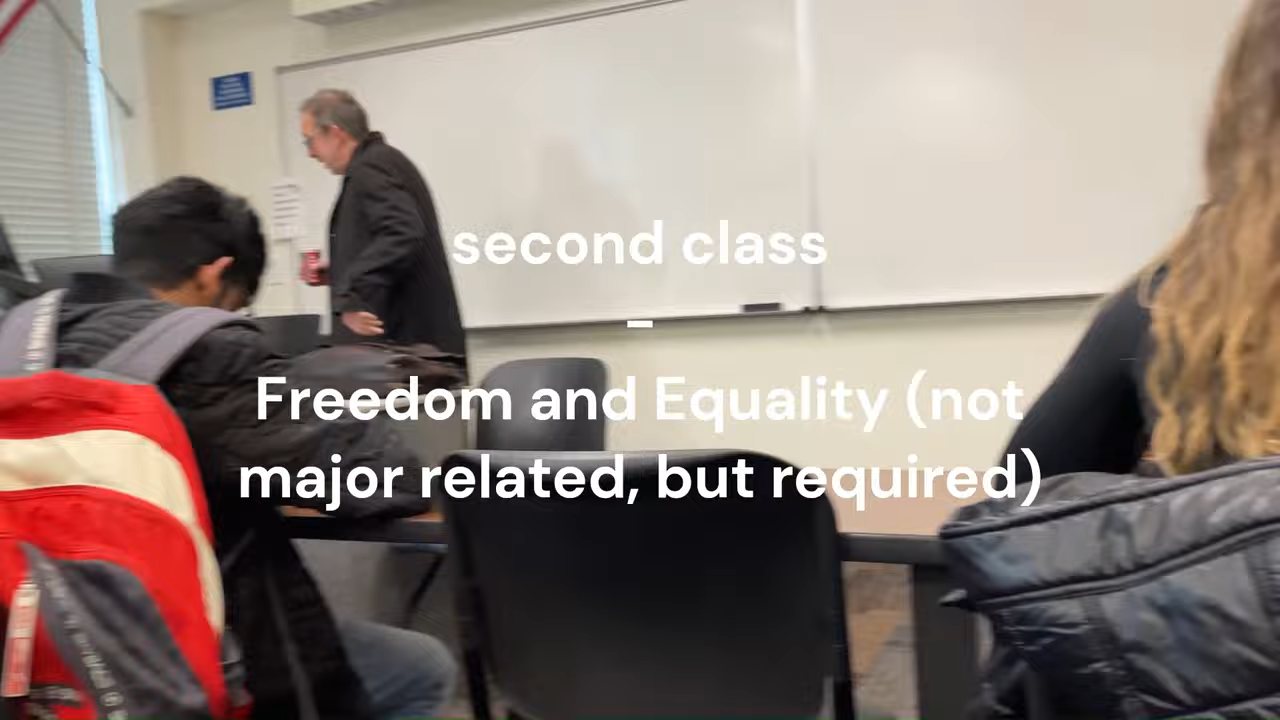 second class
-
Freedom and Equality (not
major related, but required)